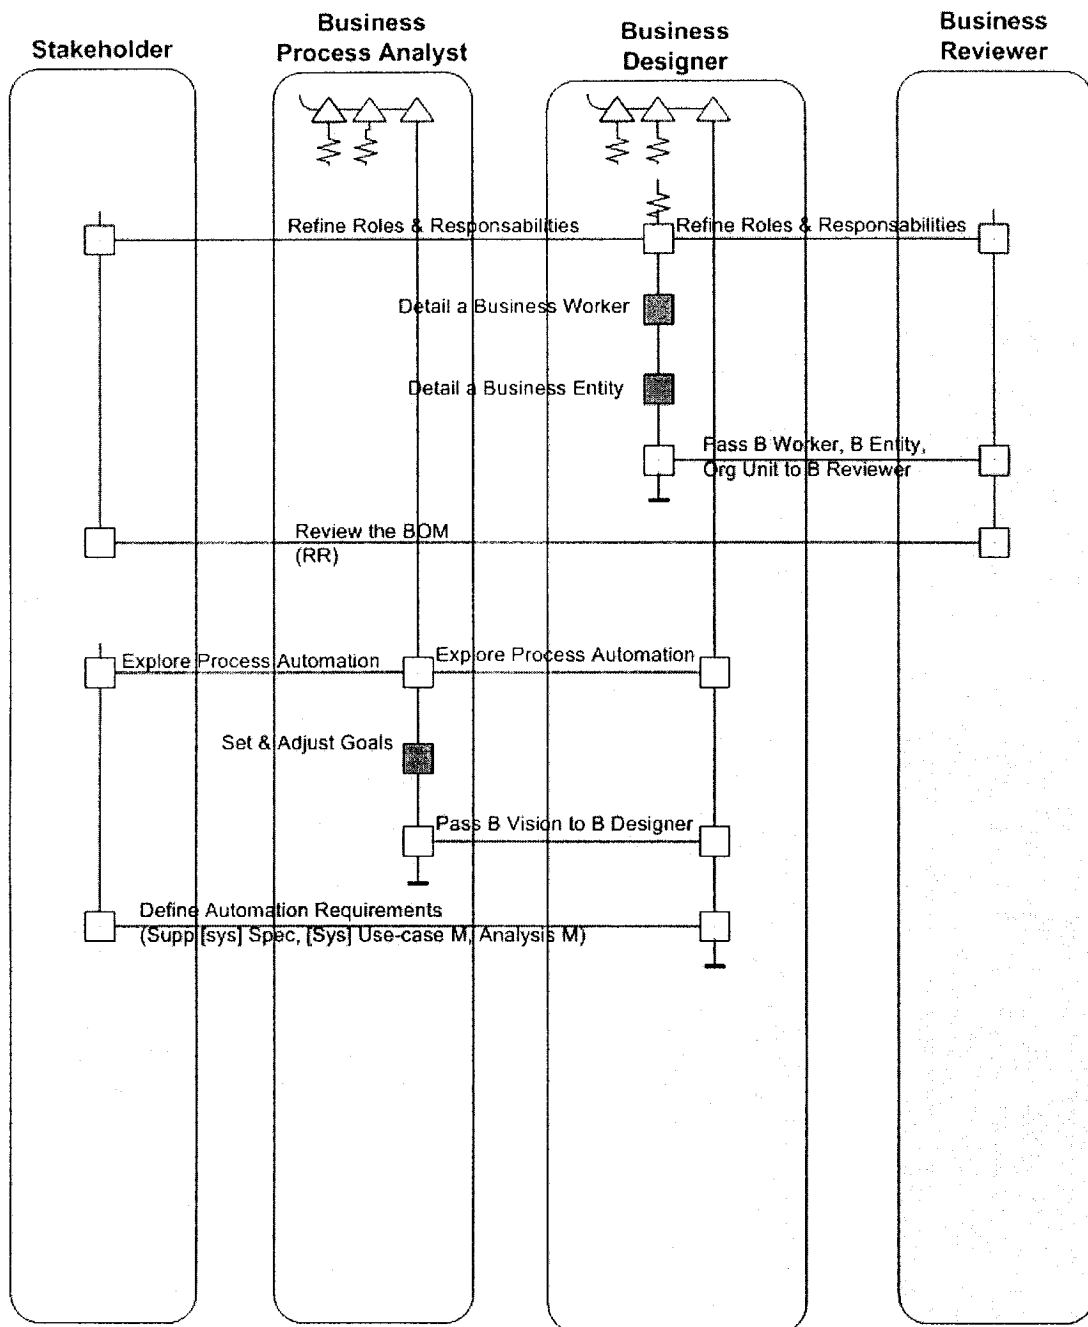 Stakeholder
Business
Process Analyst
Business
Designer
Business
Reviewer
Refine Roles & Responsabilities
Refine Roles & Responsabilities
Detail a Business Worker
Detail a Business Entity
Pass B Worker, B Entity,
Org Unit to B Reviewer
Review the BOM
(RR)
Explore Process Automation
Explore Process Automation
Set & Adjust Goals
Pass B Vision to B Designer
Define Automation Requirements
(Supp [sys] Spec, [Sys] Use-case M, Analysis M)